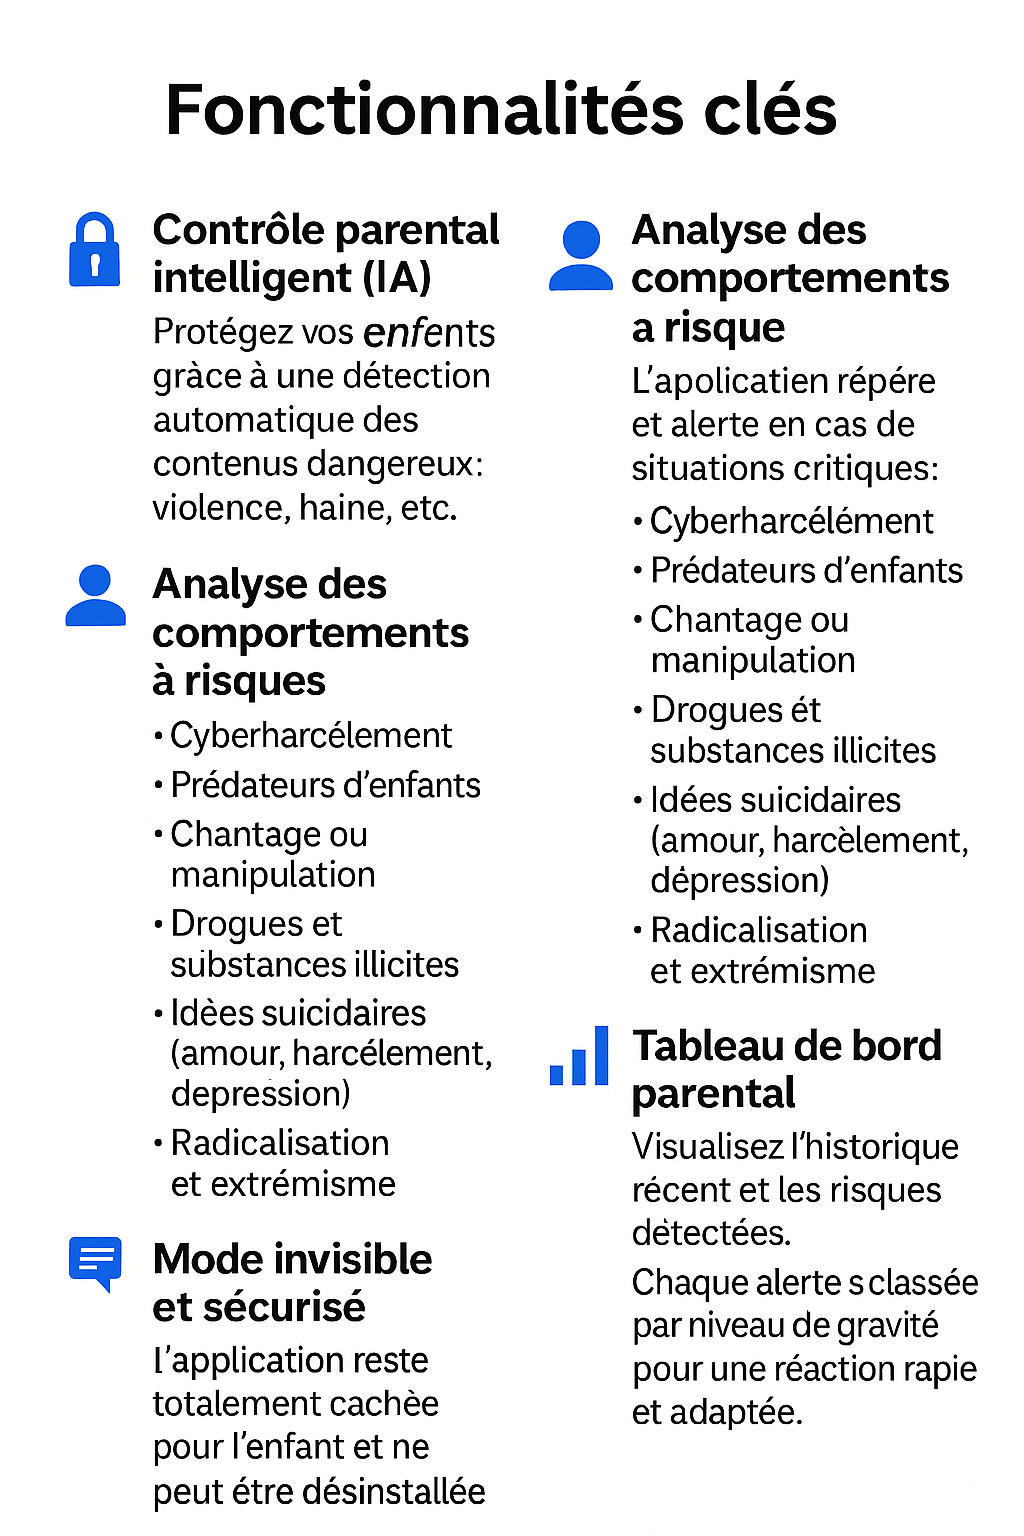 Fonctionnalités clés
Contrôle parental
intelligent (IA)
Protégez vos enfents
gràce à une détection
automatique des
contenus dangereux:
violence, haine, etc.
Analyse des
comportements
à risques
• Cyberharcélement
• Prédateurs d'enfants
• Chantage ou
manipulation
• Drogues et
substances illicites
• Idèes suicidaires
(amour, harcélement,
depression)
• Radicalisation
et extrémisme
Mode invisible
et sécurisé
L'application reste
totalement cachèe
pour l'enfant et ne
peut étre désinstallée
Analyse des
comportements
a risque
L'apolicatien répére
et alerte en cas de
situations critiques:
• Cyberharcélément
• Prédateurs d'enfants
• Chantage ou
manipulation
• Drogues ét
substances illicites
• Idées suicidaires
(amour, harcèlement,
dépression)
• Radicalisation
et extrémisme
Tableau de bord
parental
Visualisez l'historique
récent et les risques
détectées.
Chaque alerte s classée
par niveau de gravité
pour une réaction rapie
et adaptée.